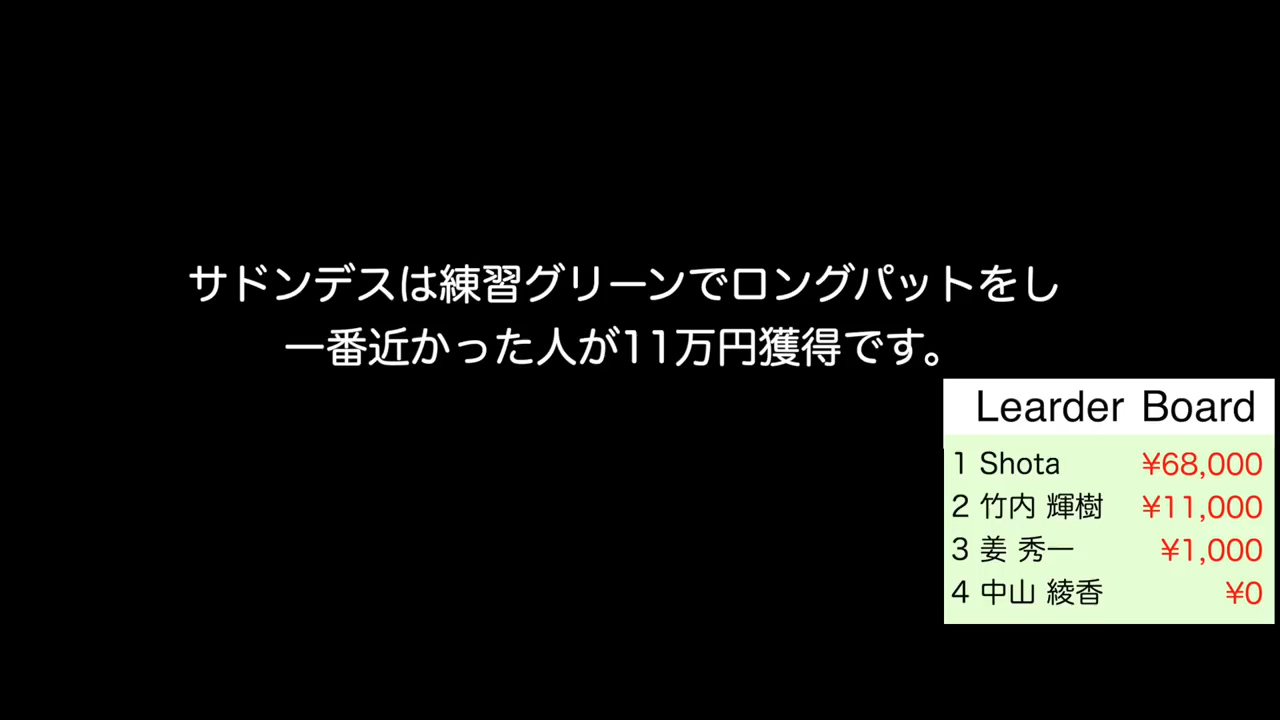 サドンデスは練習グリーンでロングパットをし
一番近かった人が11万円獲得です。
Learder Board
1 Shota ¥68,000
2 竹内 輝樹 ¥11,000
3 姜 秀一 ¥1,000
4 中山 綾香 ¥0